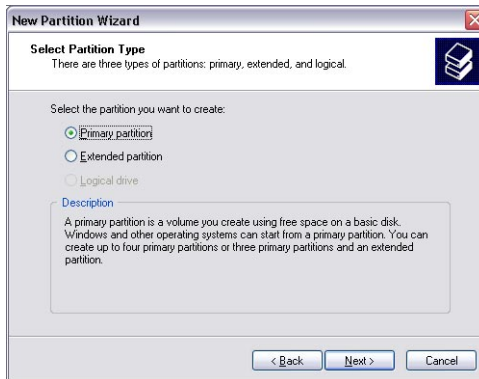 New Partition Wizard
Select Partition Type
There are three types of partitions: primary, extended, and logical.
Select the partition you want to create:
Primary partition
Extended partition
Logical drive
Description
A primary partition is a volume you create using free space on a basic disk.
Windows and other operating systems can start from a primary partition. You can
create up to four primary partitions or three primary partitions and an extended
partition.
< Back
Next >
Cancel